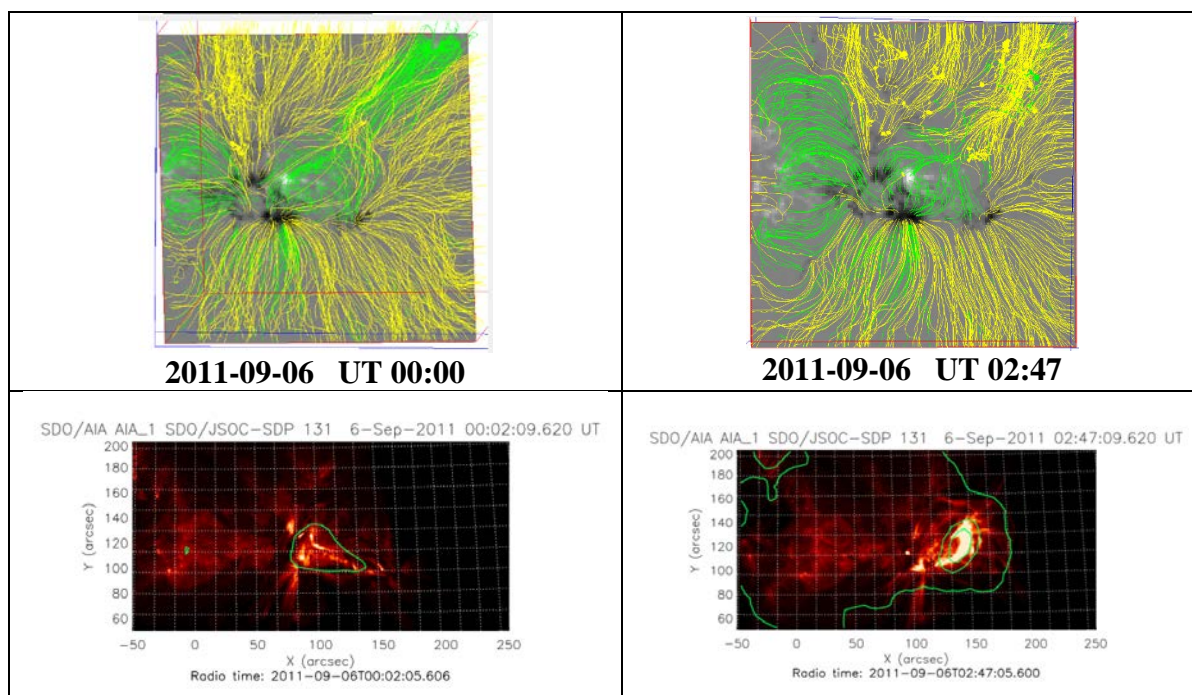 2011-09-06 UT 00:00
2011-09-06 UT 02:47
SDO/AIA AIA_1 SDO/JSOC-SDP 131 6-Sep-2011 00:02:09.620 UT
200
180
160
140
120
100
80
60
Y (arcsec)
-50 0 50 100 150 200 250
X (arcsec)
Radio time: 2011-09-06T00:02:05.606
SDO/AIA AIA_1 SDO/JSOC-SDP 131 6-Sep-2011 02:47:09.620 UT
200
180
160
140
120
100
80
60
Y (arcsec)
-50 0 50 100 150 200 250
X (arcsec)
Radio time: 2011-09-06T02:47:05.600